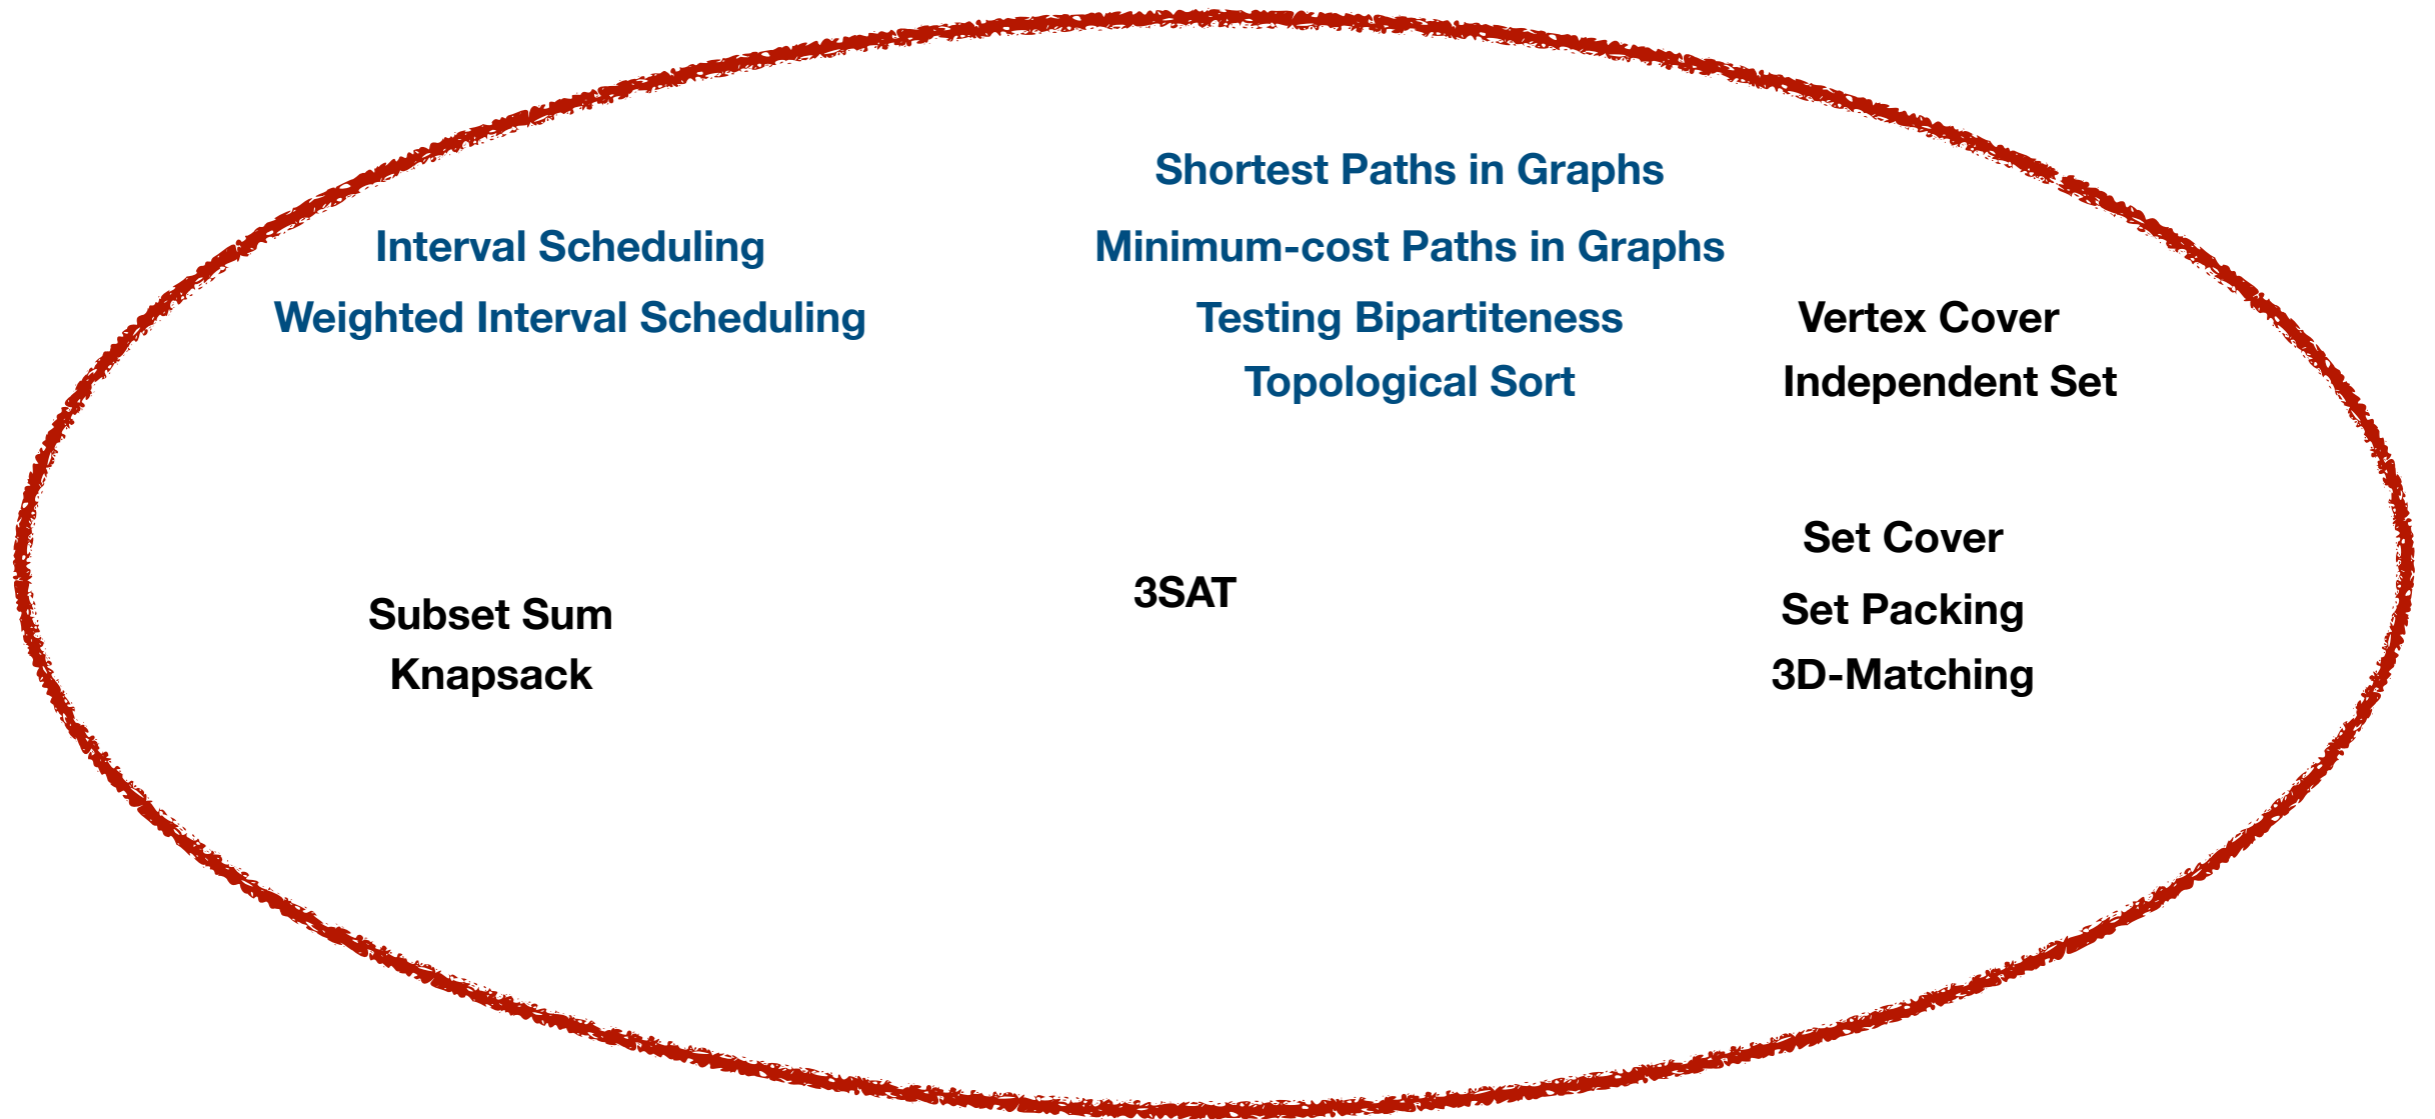 Shortest Paths in Graphs
Interval Scheduling
Minimum-cost Paths in Graphs
Weighted Interval Scheduling
Testing Bipartiteness
Vertex Cover
Topological Sort
Independent Set
Set Cover
3SAT
Subset Sum
Set Packing
Knapsack
3D-Matching